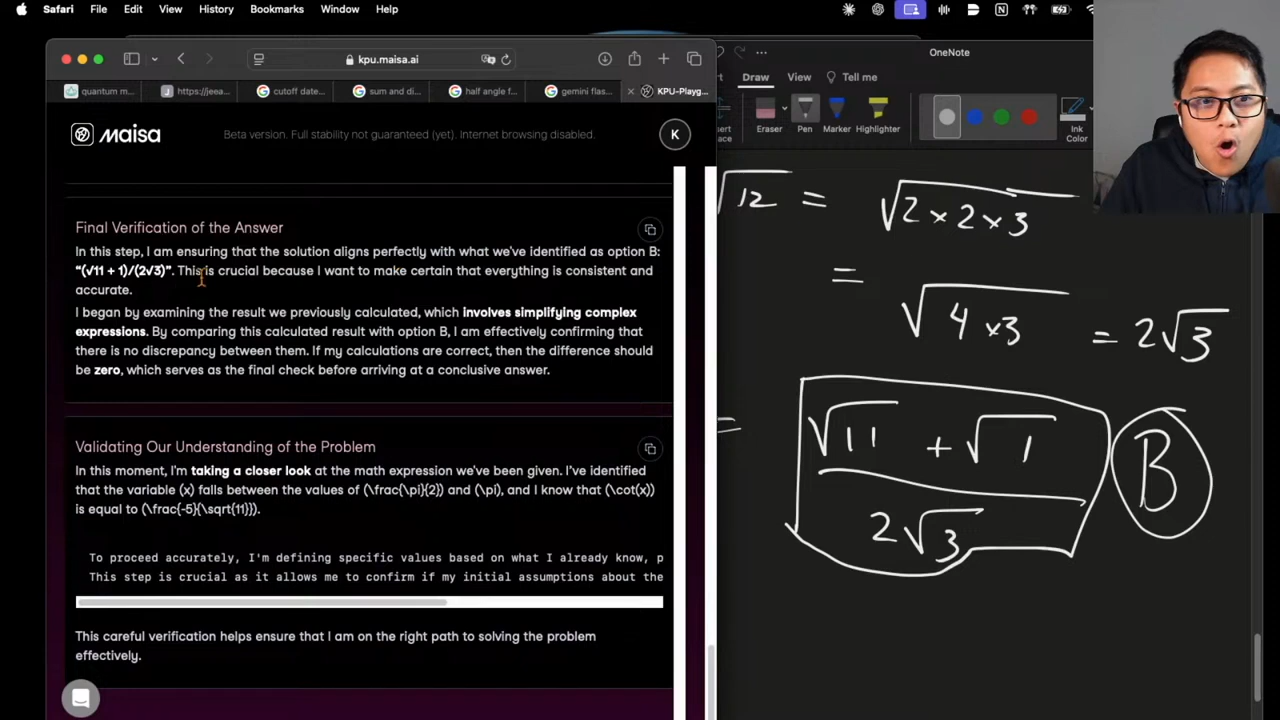 Safari File Edit View History Bookmarks Window Help
kpu.maisa.ai
quantum m...
https://jeea...
cutoff date...
sum and di...
half angle f...
gemini flas...
KPU-Playg...
OneNote
Draw View Tell me
Eraser Pen Marker Highlighter
Ink
Color
maisa
Beta version. Full stability not guaranteed (yet). Internet browsing disabled.
K
Final Verification of the Answer
In this step, I am ensuring that the solution aligns perfectly with what we've identified as option B:
"(√11 + 1)/(2√3)". This is crucial because I want to make certain that everything is consistent and
accurate.
I began by examining the result we previously calculated, which involves simplifying complex
expressions. By comparing this calculated result with option B, I am effectively confirming that
there is no discrepancy between them. If my calculations are correct, then the difference should
be zero, which serves as the final check before arriving at a conclusive answer.
Validating Our Understanding of the Problem
In this moment, I'm taking a closer look at the math expression we've been given. I've identified
that the variable (x) falls between the values of (\frac{\pi}{2}) and (\pi), and I know that (\cot(x))
is equal to (\frac{-5}{\sqrt{11}}).
To proceed accurately, I'm defining specific values based on what I already know, p
This step is crucial as it allows me to confirm if my initial assumptions about the
This careful verification helps ensure that I am on the right path to solving the problem
effectively.
√12 = √2 × 2 × 3
= √4 × 3 = 2√3
= √11 + √1
2√3
B